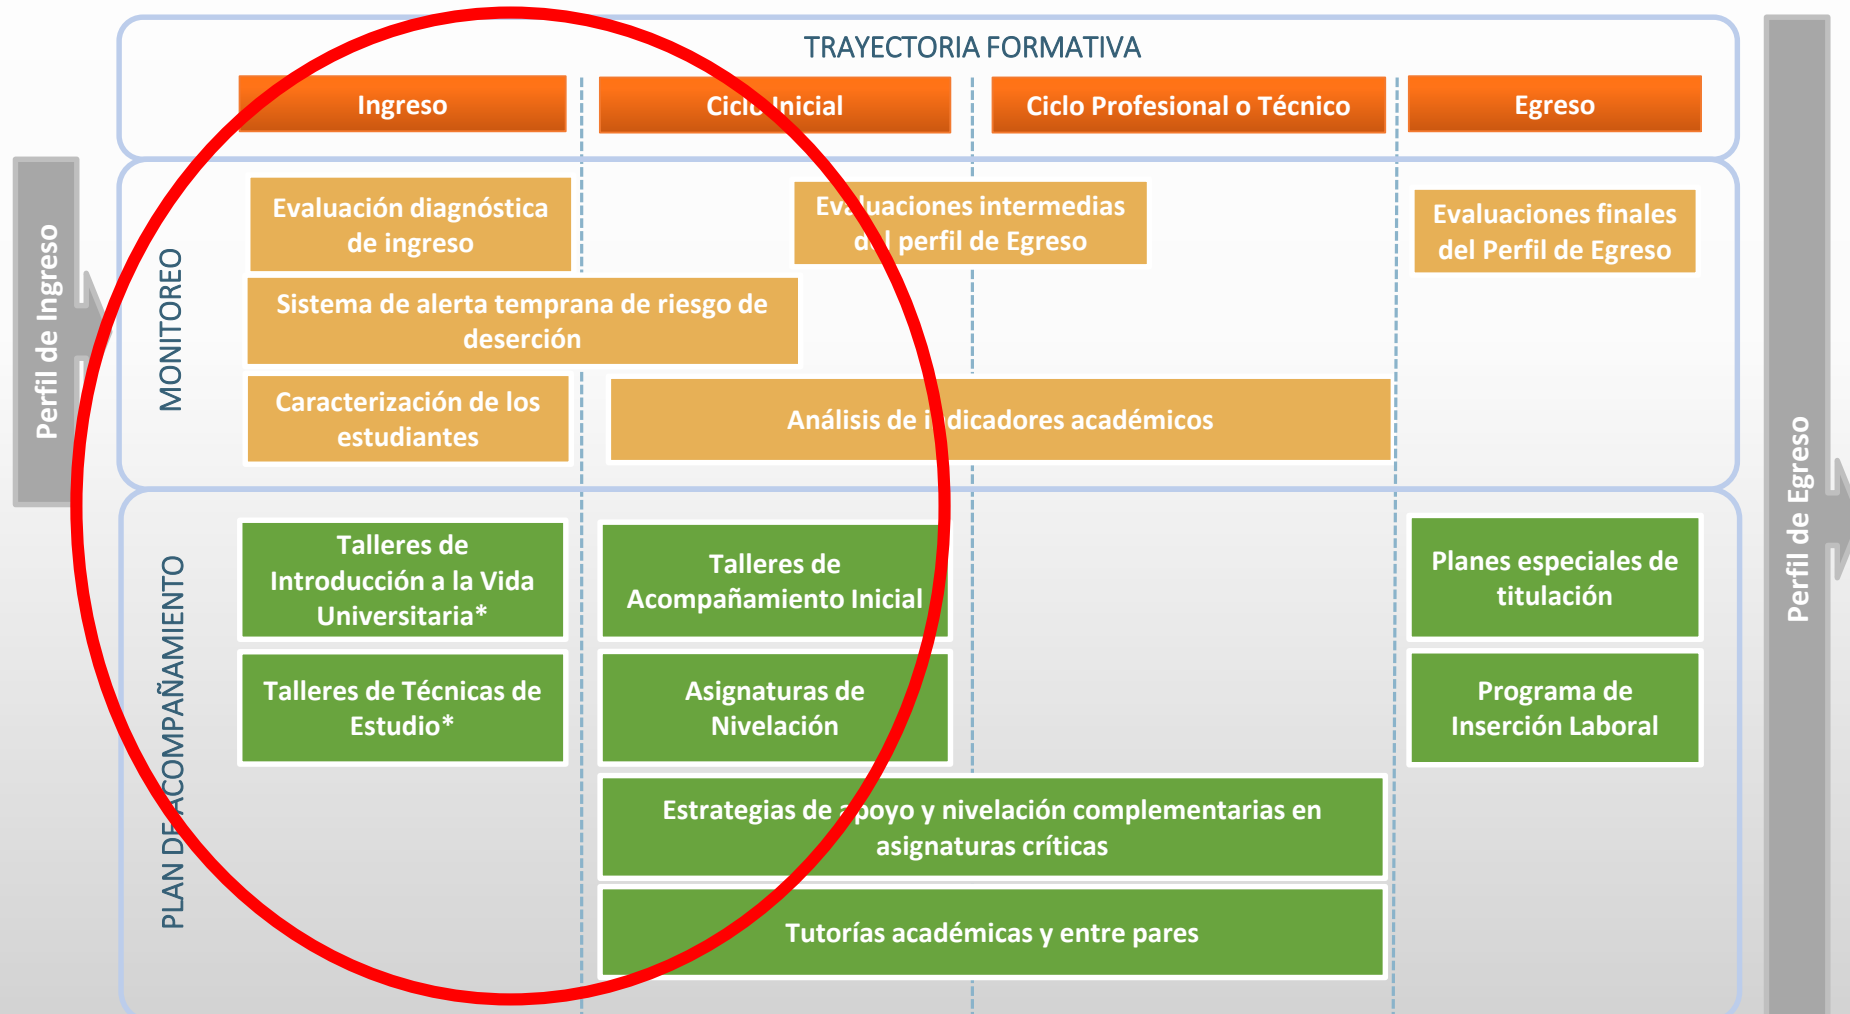 TRAYECTORIA FORMATIVA
Ingreso
Ciclo Inicial
Ciclo Profesional o Técnico
Egreso
Perfil de Ingreso
MONITOREO
Evaluación diagnóstica
de ingreso
Evaluaciones intermedias
del perfil de Egreso
Evaluaciones finales
del Perfil de Egreso
Sistema de alerta temprana de riesgo de
deserción
Caracterización de los
estudiantes
Análisis de indicadores académicos
PLAN DE ACOMPAÑAMIENTO
Talleres de
Introducción a la Vida
Universitaria*
Talleres de
Acompañamiento Inicial
Planes especiales de
titulación
Talleres de Técnicas de
Estudio*
Asignaturas de
Nivelación
Programa de
Inserción Laboral
Estrategias de apoyo y nivelación complementarias en
asignaturas críticas
Tutorías académicas y entre pares
Perfil de Egreso